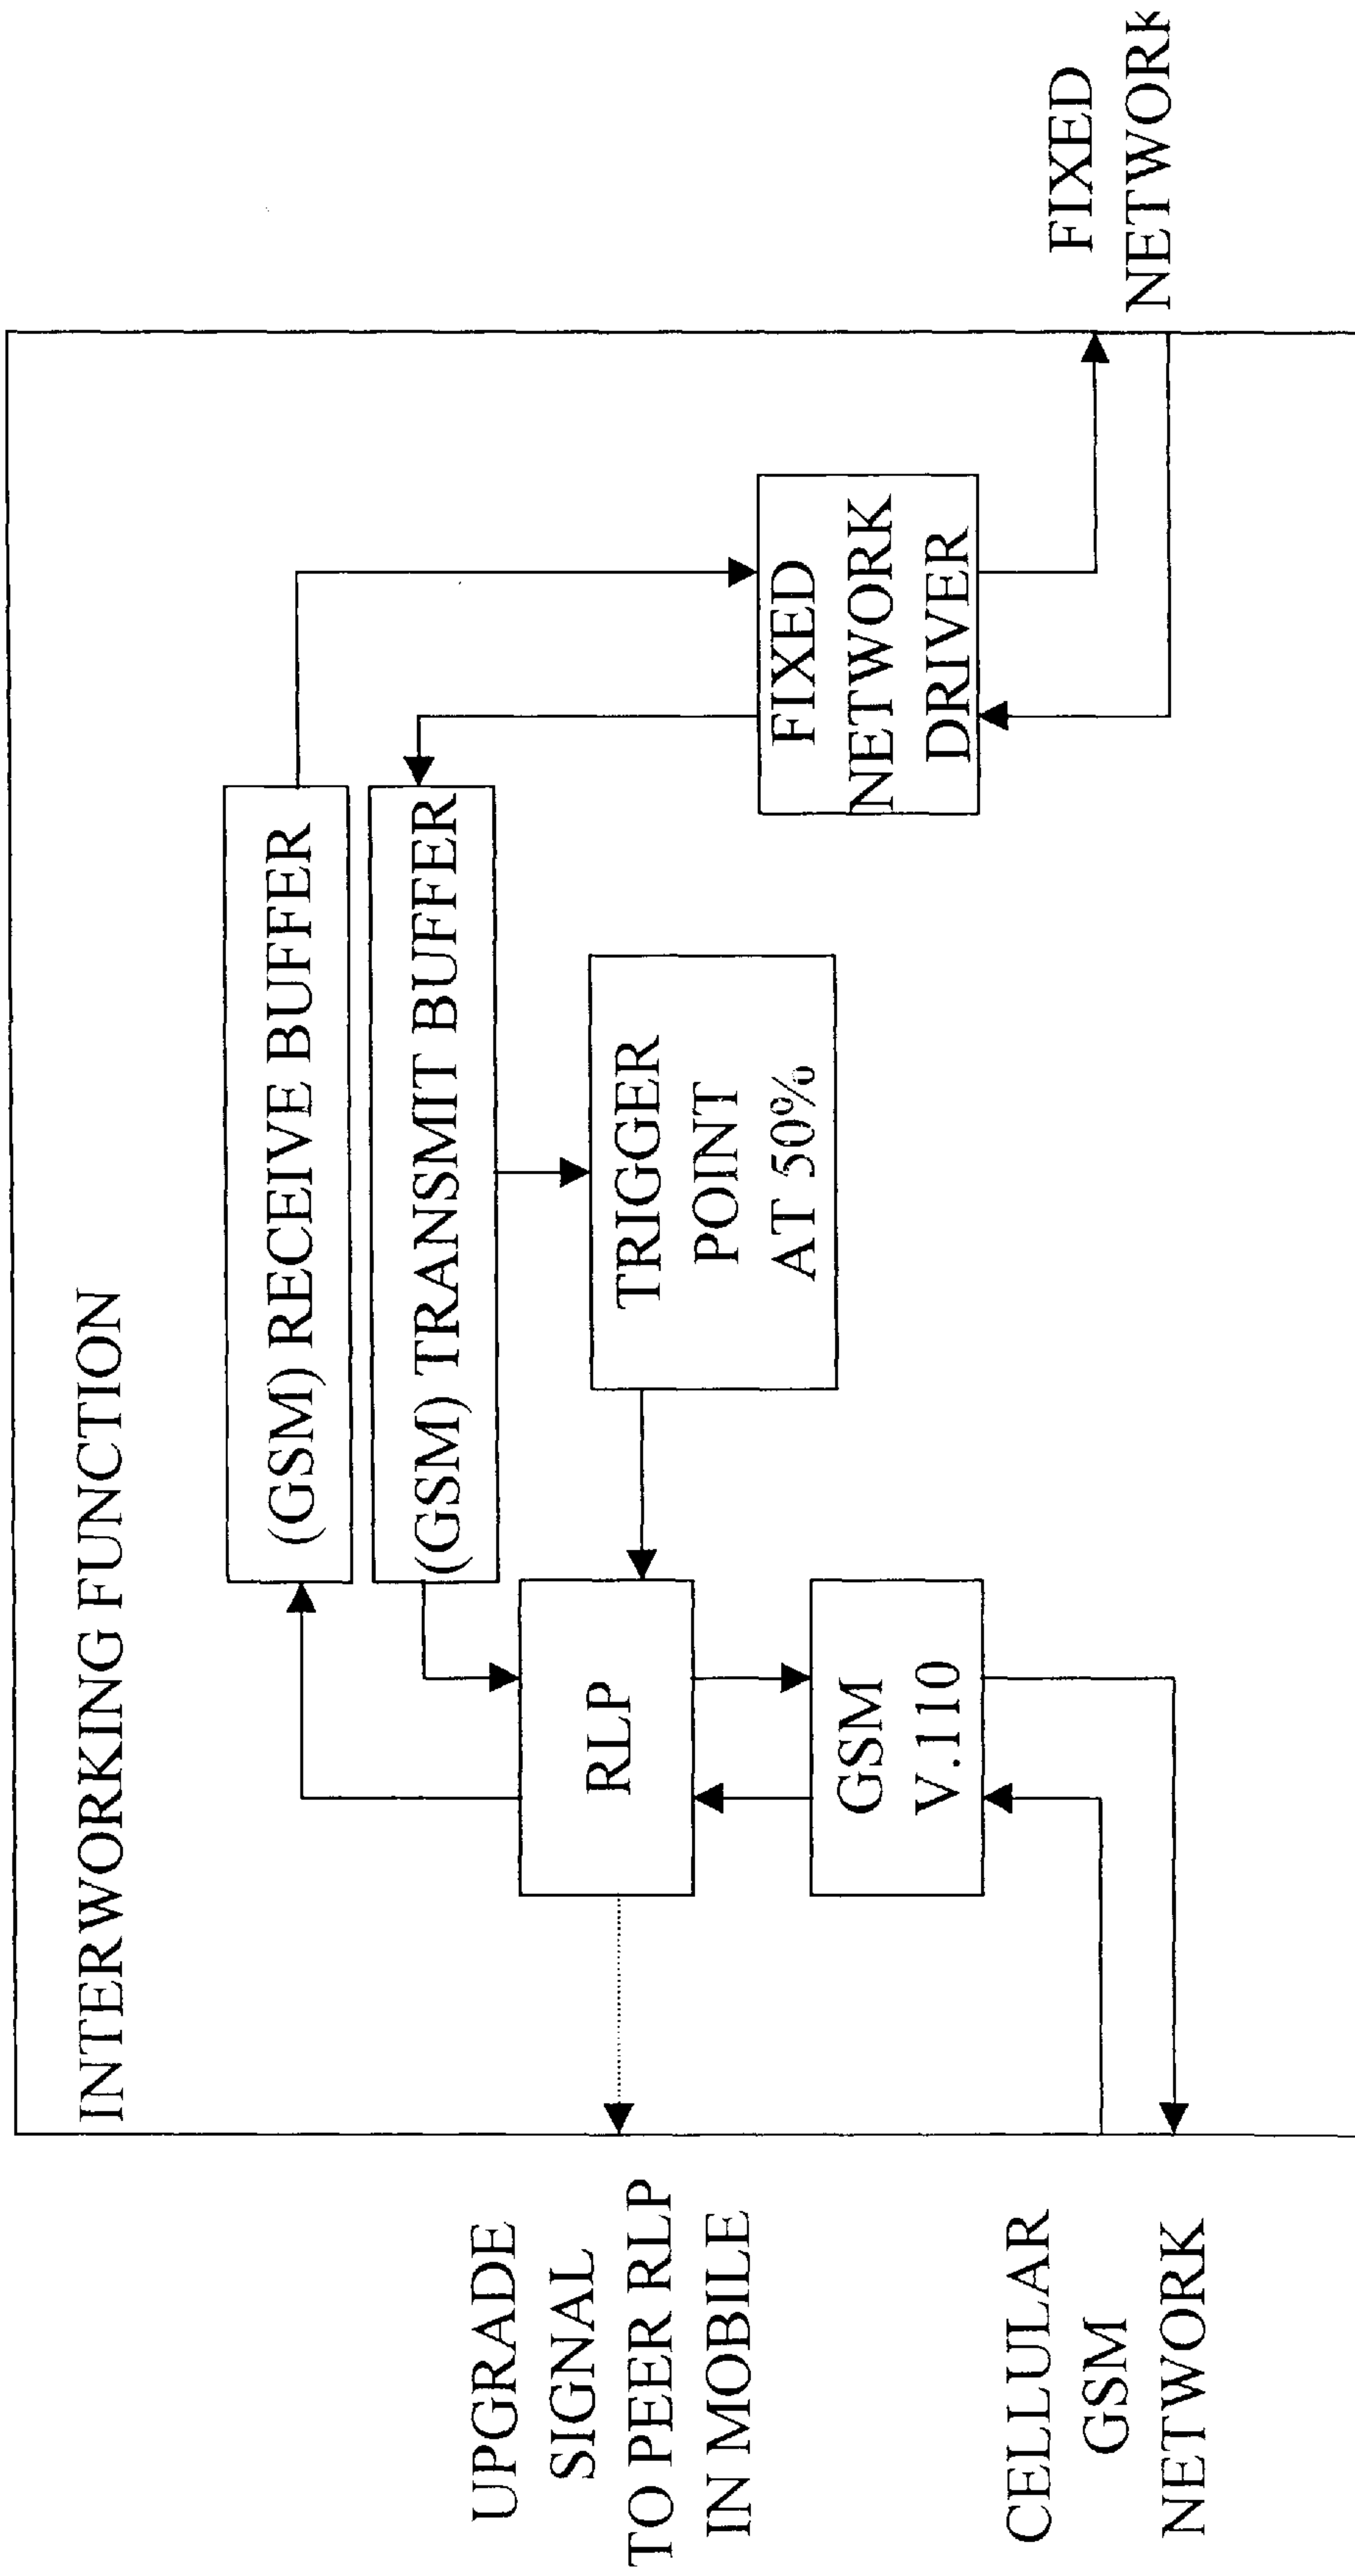 INTERWORKING FUNCTION
(GSM) RECEIVE BUFFER
(GSM) TRANSMIT BUFFER
UPGRADE
SIGNAL
TO PEER RLP
IN MOBILE
RLP
TRIGGER
POINT
AT 50%
GSM
V.110
FIXED
NETWORK
DRIVER
CELLULAR
GSM
NETWORK
FIXED
NETWORK